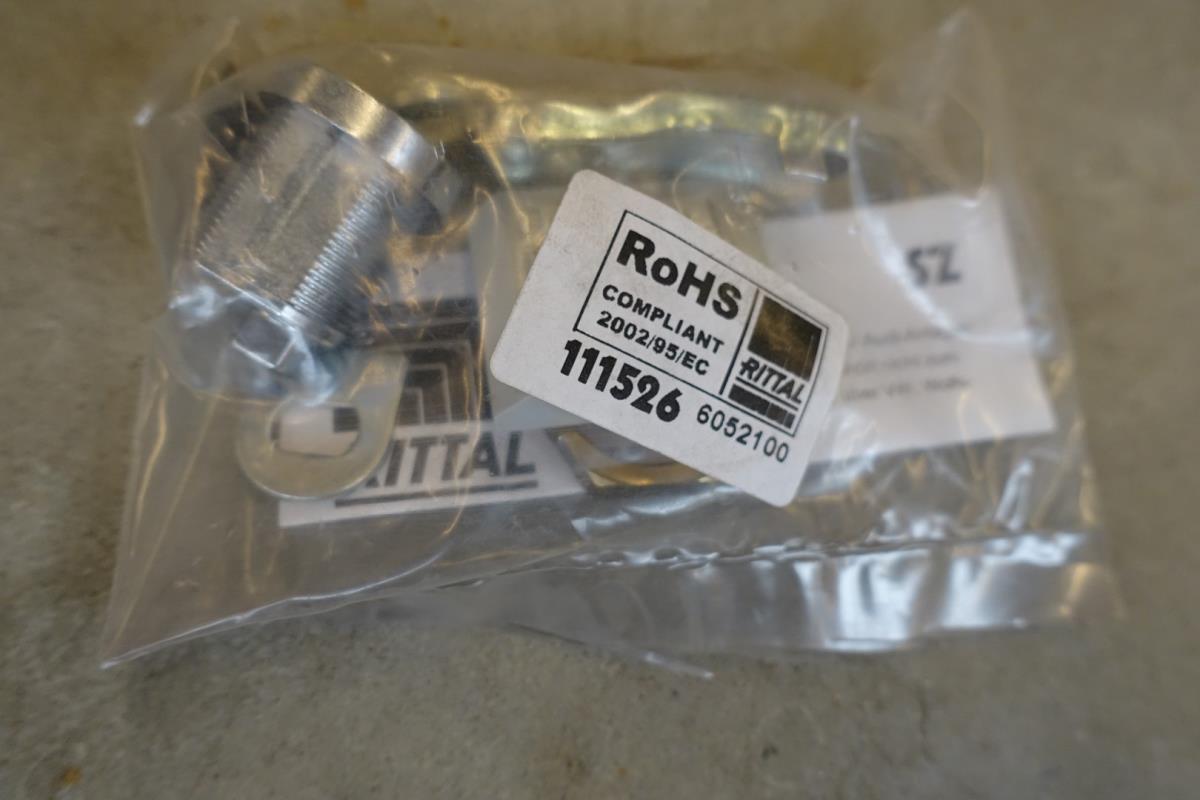 RoHS
COMPLIANT
2002/95/EC
RITTAL
111526 6052100
SZ
RITTAL